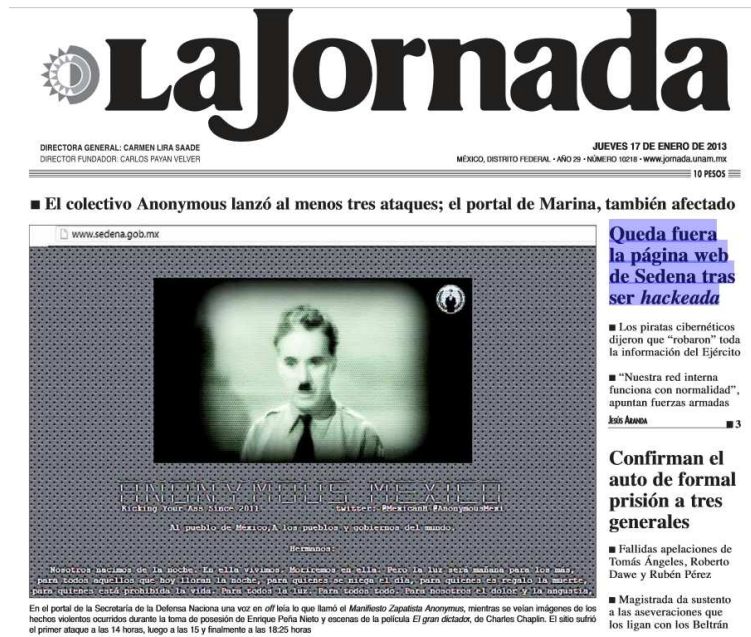 La Jornada
DIRECTORA GENERAL: CARMEN LIRA SAADE
DIRECTOR FUNDADOR: CARLOS PAYAN VELVER
JUEVES 17 DE ENERO DE 2013
MÉXICO, DISTRITO FEDERAL • AÑO 29 • NÚMERO 10218 • www.jornada.unam.mx
10 PESOS
■ El colectivo Anonymous lanzó al menos tres ataques; el portal de Marina, también afectado
www.sedena.gob.mx
ANONYMOUS MEXICO
Kicking Your Ass Since 2011 twitter: @MexicanH @AnonymousMexi
Al pueblo de México,A los pueblos y gobiernos del mundo.
Hermanos:
Nosotros nacimos de la noche. En ella vivimos. Moriremos en ella. Pero la luz será mañana para los más,
para todos aquellos que hoy lloran la noche, para quienes se niega el día, para quienes es regalo la muerte,
para quienes está prohibida la vida. Para todos la luz. Para todos todo. Para nosotros el dolor y la angustia,
En el portal de la Secretaría de la Defensa Naciona una voz en off leía lo que llamó el Manifiesto Zapatista Anonymus, mientras se veían imágenes de los
hechos violentos ocurridos durante la toma de posesión de Enrique Peña Nieto y escenas de la película El gran dictador, de Charles Chaplin. El sitio sufrió
el primer ataque a las 14 horas, luego a las 15 y finalmente a las 18:25 horas
Queda fuera
la página web
de Sedena tras
ser hackeada
■ Los piratas cibernéticos
dijeron que “robaron” toda
la información del Ejército
■ “Nuestra red interna
funciona con normalidad”,
apuntan fuerzas armadas
JESÚS ARANDA
■ 3
Confirman el
auto de formal
prisión a tres
generales
■ Fallidas apelaciones de
Tomás Ángeles, Roberto
Dawe y Rubén Pérez
■ Magistrada da sustento
a las aseveraciones que
los ligan con los Beltrán